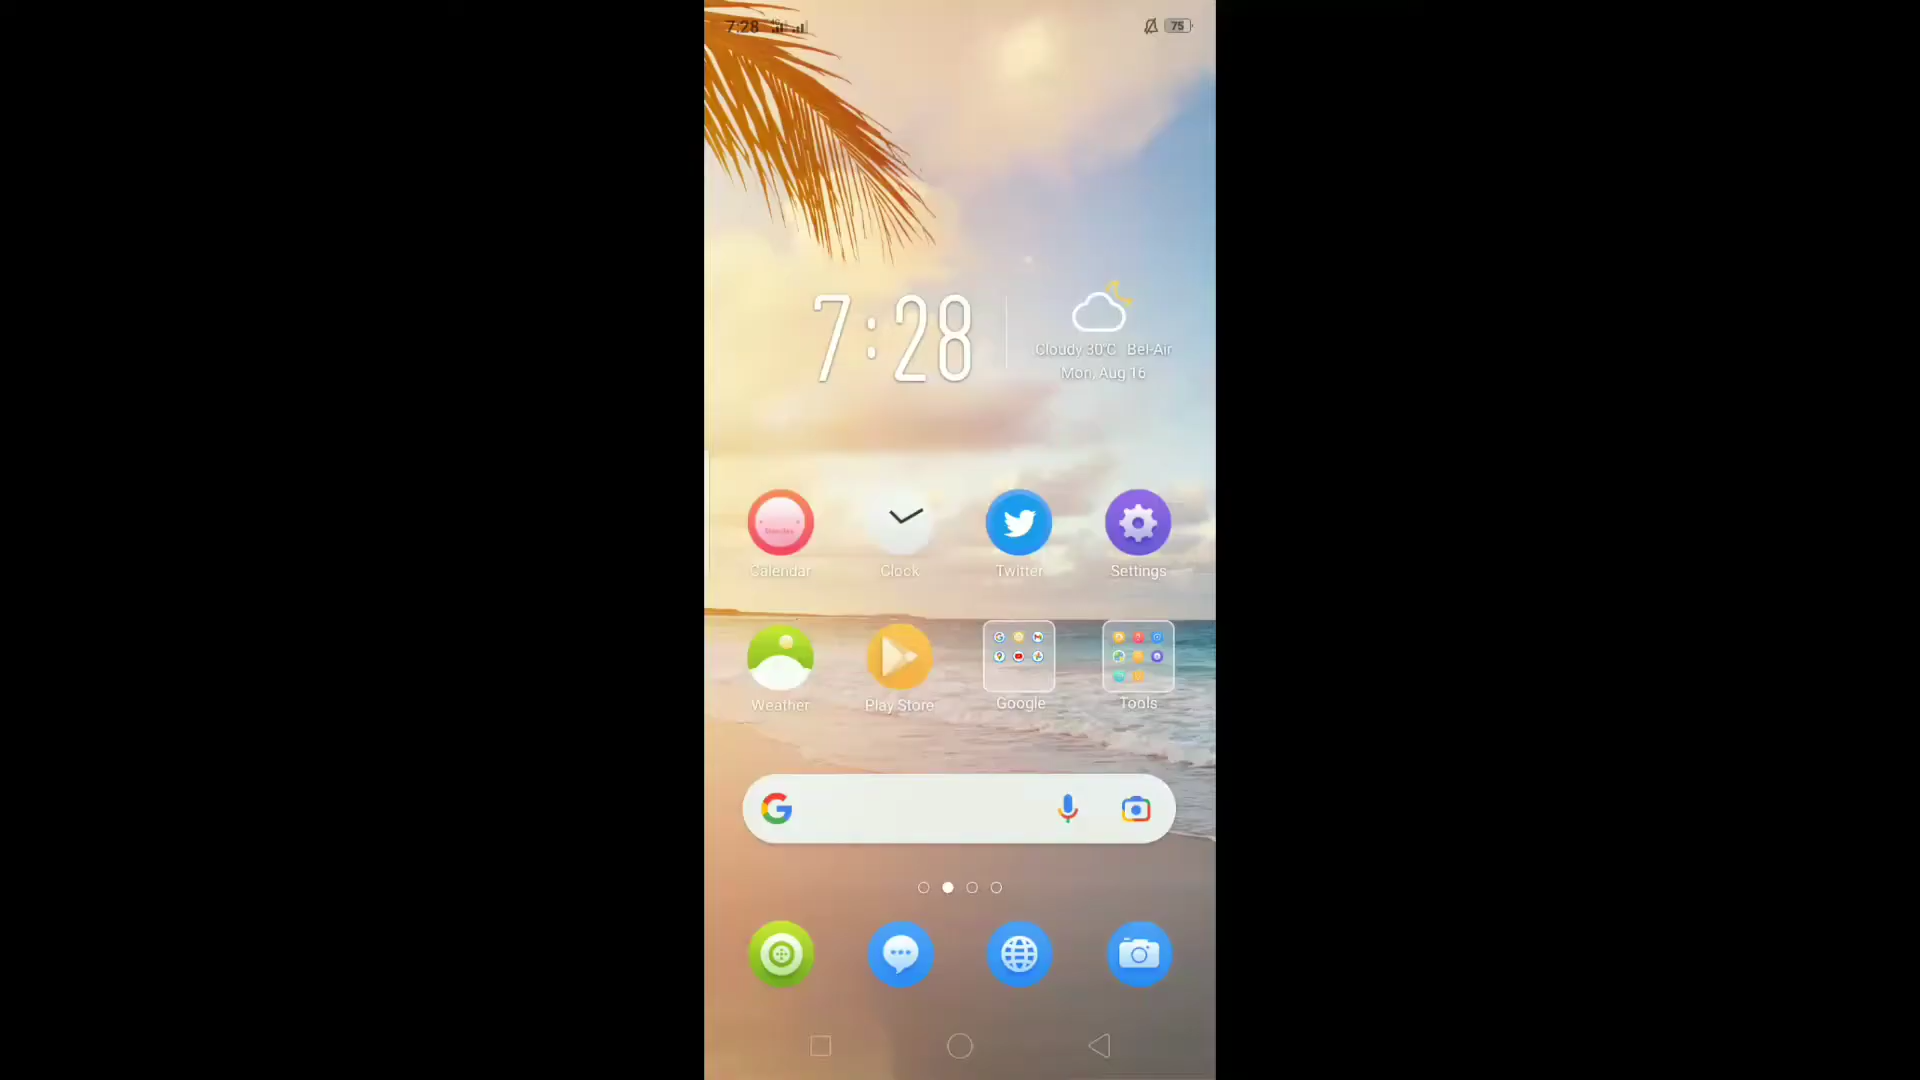 7:28 4G 75
7:28
Cloudy 30°C Bel-Air
Mon, Aug 16
Calendar Clock Twitter Settings
Weather Play Store Google Tools